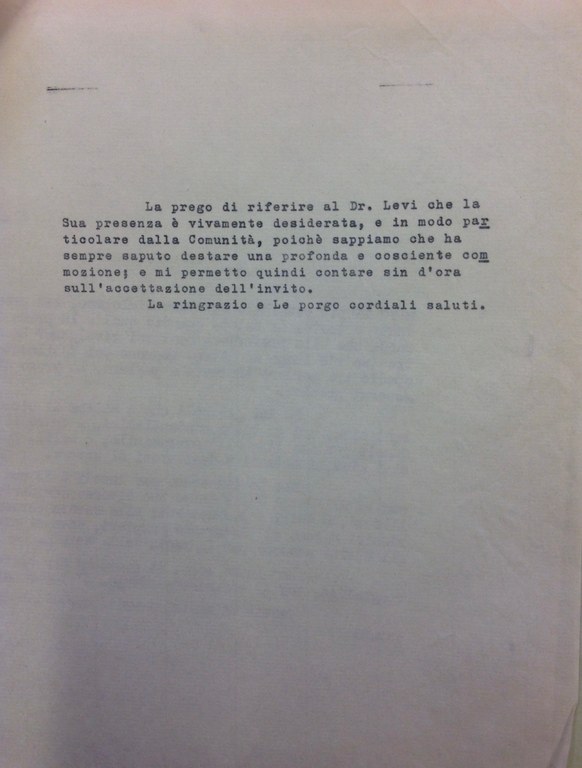 La prego di riferire al Dr. Levi che la
Sua presenza è vivamente desiderata, e in modo par
ticolare dalla Comunità, poichè sappiamo che ha
sempre saputo destare una profonda e cosciente com
mozione; e mi permetto quindi contare sin d'ora
sull'accettazione dell'invito.
La ringrazio e Le porgo cordiali saluti.